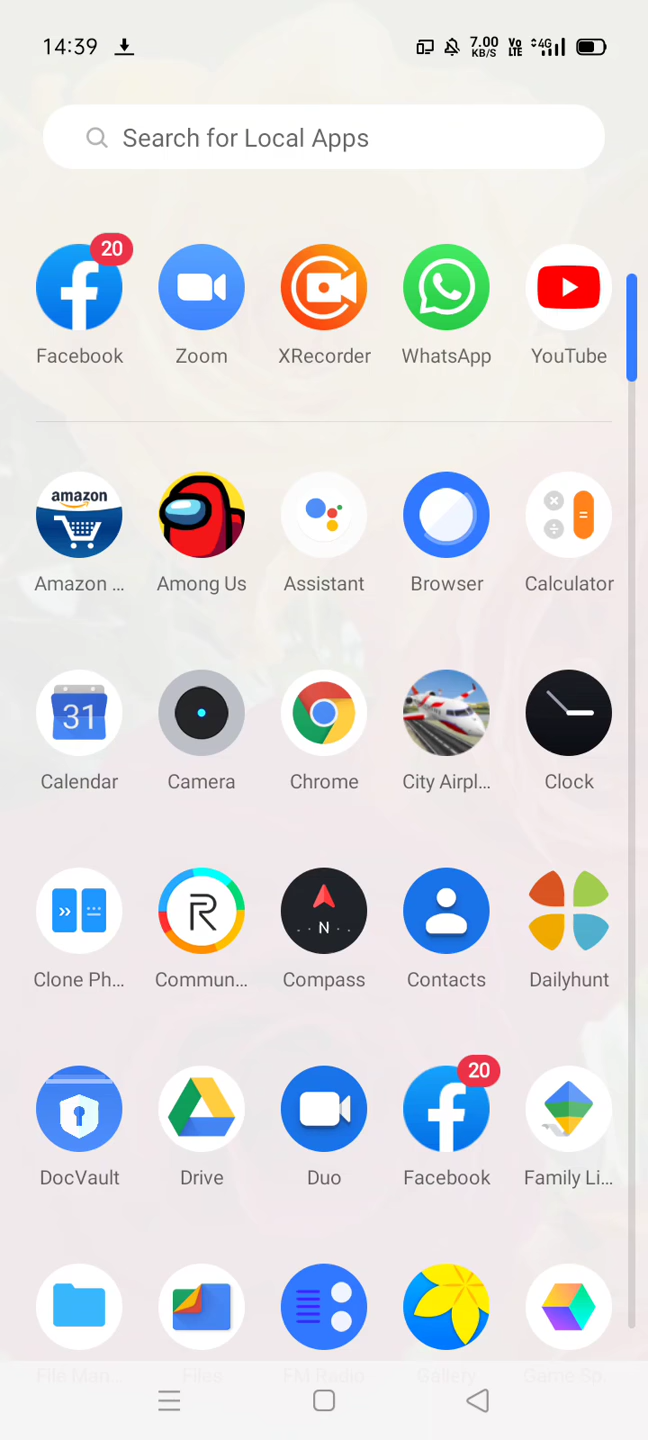 14:39
7.00 KB/S Vo LTE 4G
Search for Local Apps
20
Facebook Zoom XRecorder WhatsApp YouTube
amazon
Amazon ... Among Us Assistant Browser Calculator
31
Calendar Camera Chrome City Airpl... Clock
R N
Clone Ph... Commun... Compass Contacts Dailyhunt
20
DocVault Drive Duo Facebook Family Li...
File Man... Files FM Radio Gallery Game Sp...